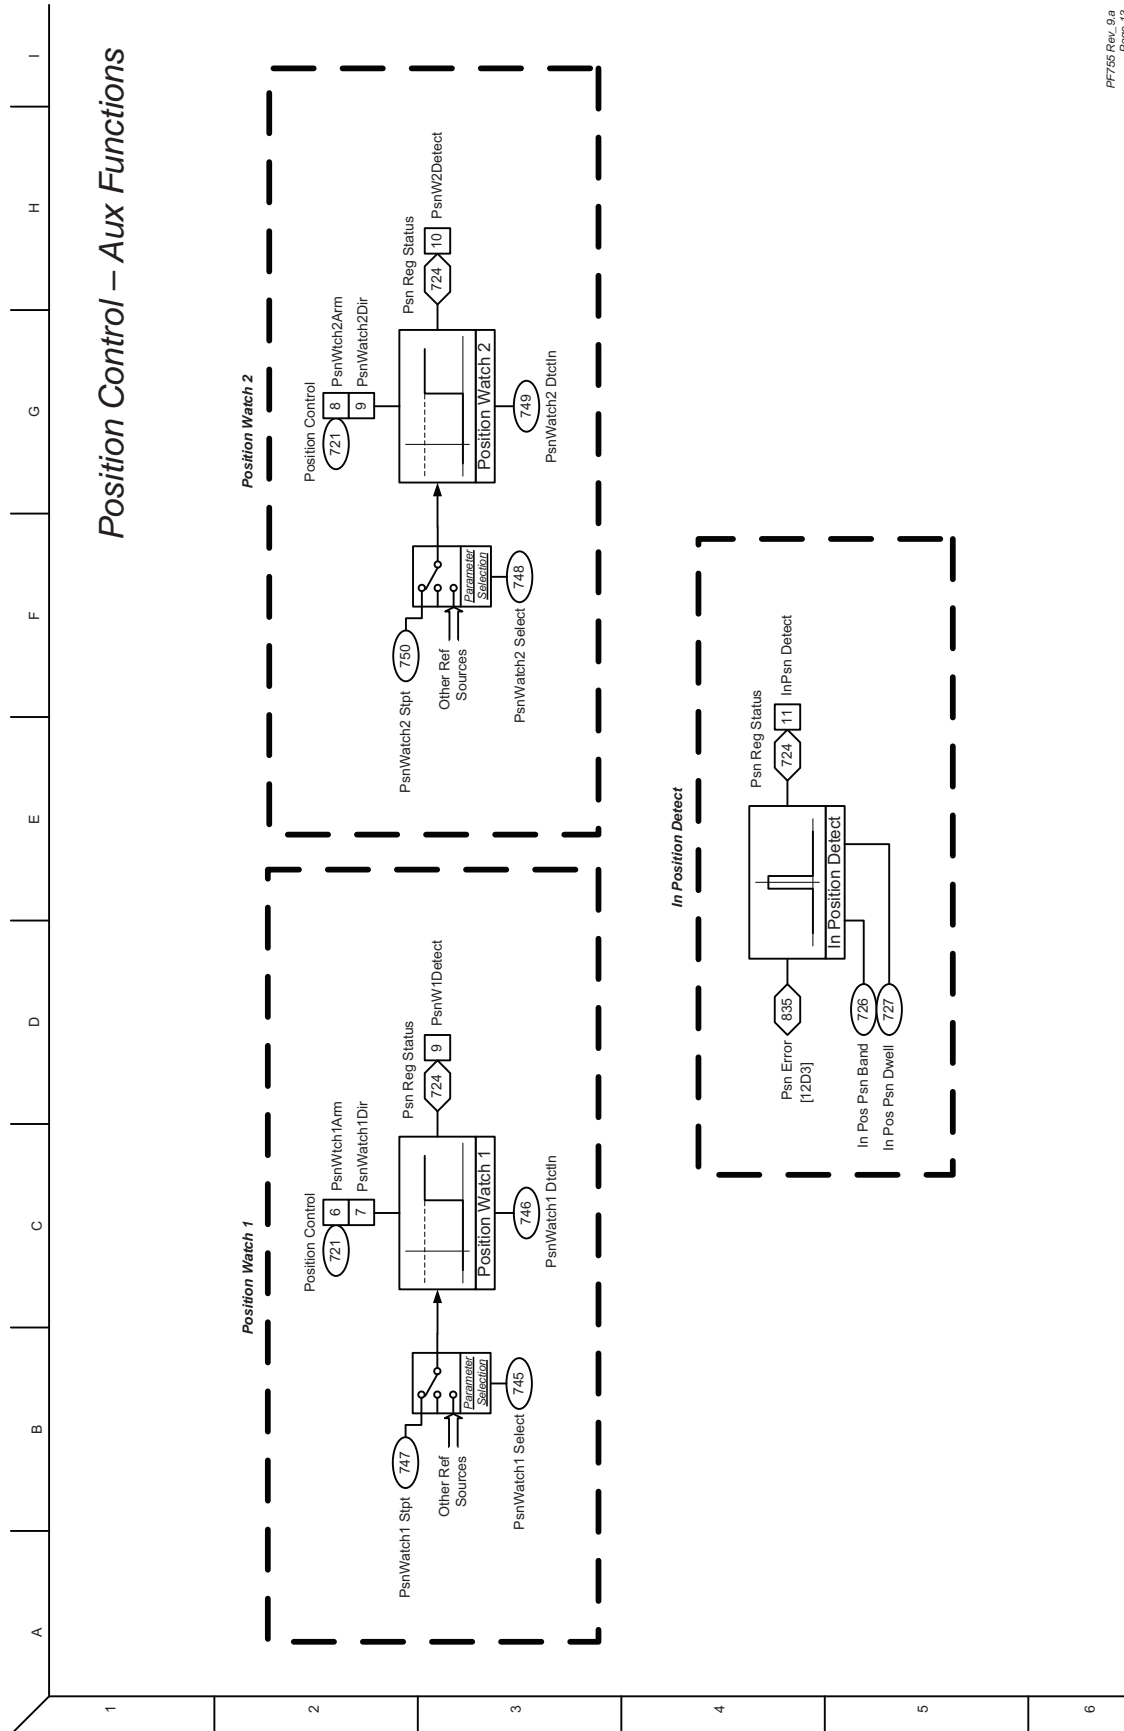 A
B
C
D
E
F
G
H
I
1
2
3
4
5
6
Position Control – Aux Functions
Position Watch 1
Position Control
721
6
PsnWtch1Arm
7
PsnWatch1Dir
PsnWatch1 Stpt
747
Other Ref
Sources
Parameter
Selection
745
PsnWatch1 Select
Position Watch 1
746
PsnWatch1 DtctIn
Psn Reg Status
724
9
PsnW1Detect
Position Watch 2
Position Control
721
8
PsnWtch2Arm
9
PsnWatch2Dir
PsnWatch2 Stpt
750
Other Ref
Sources
Parameter
Selection
748
PsnWatch2 Select
Position Watch 2
749
PsnWatch2 DtctIn
Psn Reg Status
724
10
PsnW2Detect
In Position Detect
Psn Error
[12D3]
835
In Position Detect
Psn Reg Status
724
11
InPsn Detect
In Pos Psn Band
726
In Pos Psn Dwell
727
PF755 Rev_9.a
Page 13